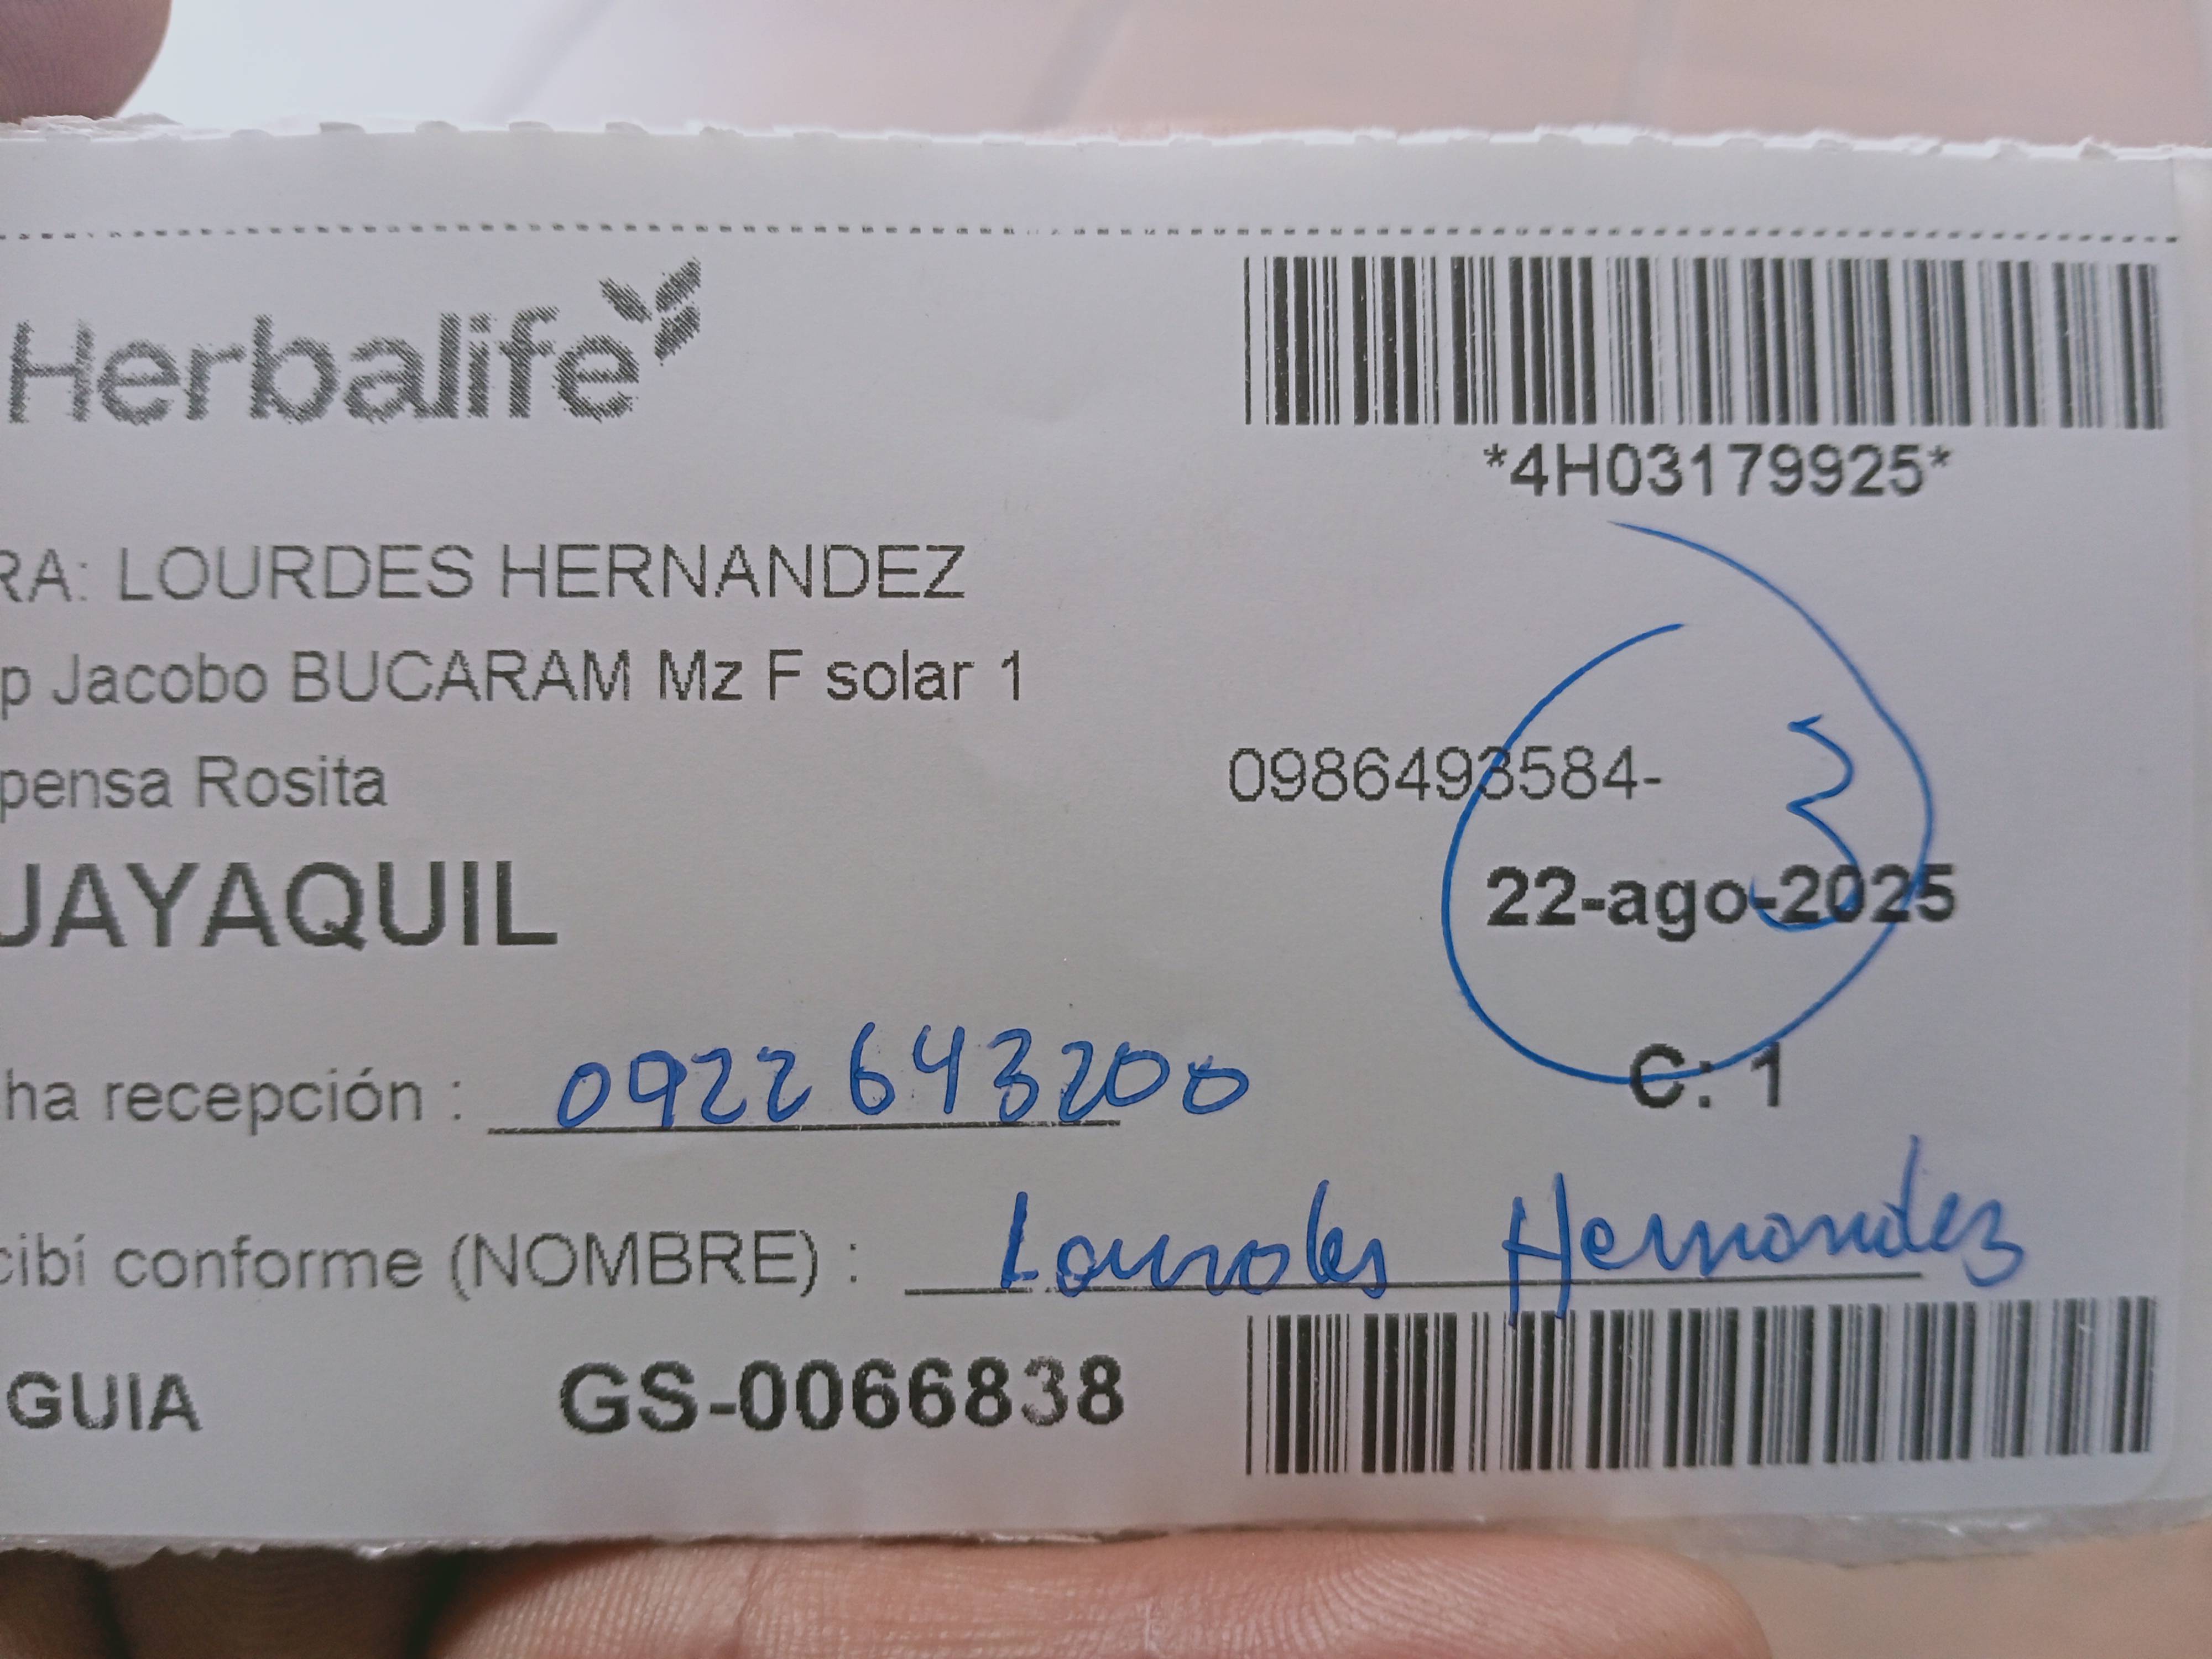 Herbalife
*4H03179925*
RA: LOURDES HERNANDEZ
p Jacobo BUCARAM Mz F solar 1
pensa Rosita 0986493584-
3
UAYAQUIL 22-ago-2025
ha recepción : 0922643200 C: 1
cibí conforme (NOMBRE) : Lourdes Hernandez
GUIA GS-0066838